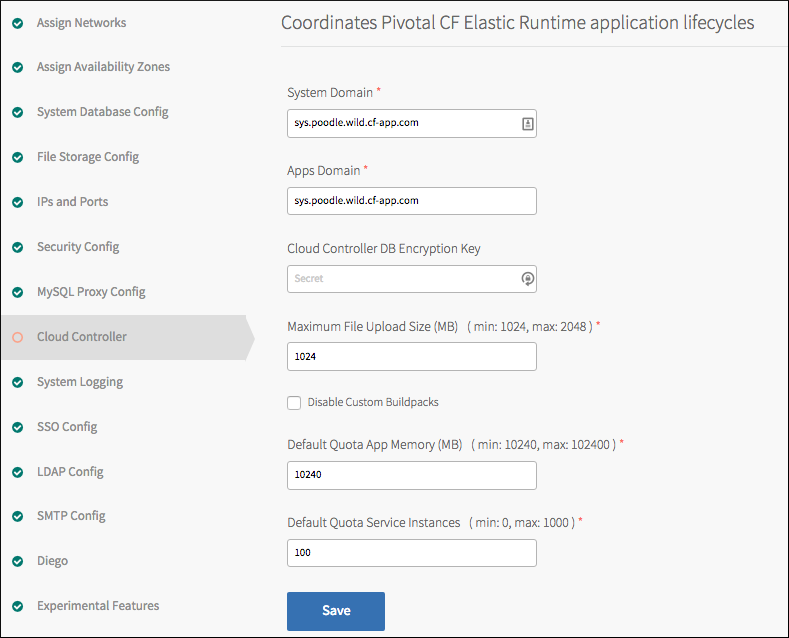 Assign Networks
Assign Availability Zones
System Database Config
File Storage Config
IPs and Ports
Security Config
MySQL Proxy Config
Cloud Controller
System Logging
SSO Config
LDAP Config
SMTP Config
Diego
Experimental Features
Coordinates Pivotal CF Elastic Runtime application lifecycles
System Domain *
sys.poodle.wild.cf-app.com
Apps Domain *
sys.poodle.wild.cf-app.com
Cloud Controller DB Encryption Key
Secret
Maximum File Upload Size (MB) ( min: 1024, max: 2048 ) *
1024
Disable Custom Buildpacks
Default Quota App Memory (MB) ( min: 10240, max: 102400 ) *
10240
Default Quota Service Instances ( min: 0, max: 1000 ) *
100
Save